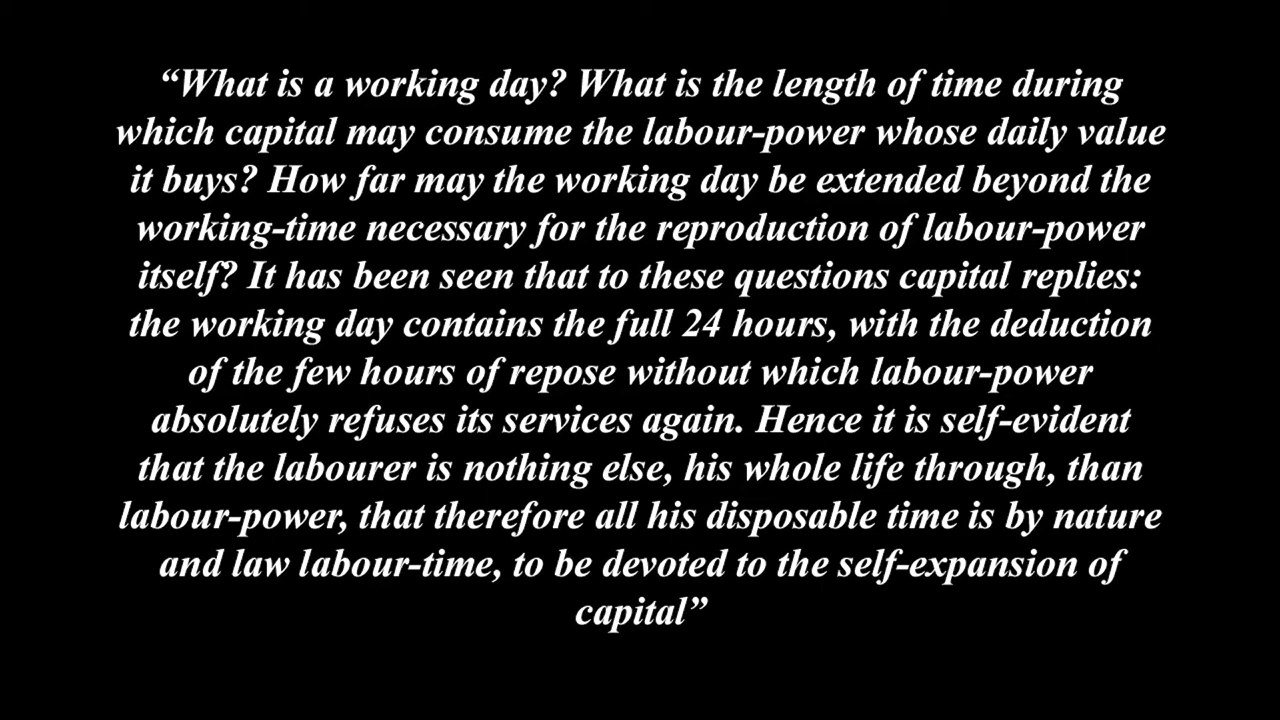 “What is a working day? What is the length of time during
which capital may consume the labour-power whose daily value
it buys? How far may the working day be extended beyond the
working-time necessary for the reproduction of labour-power
itself? It has been seen that to these questions capital replies:
the working day contains the full 24 hours, with the deduction
of the few hours of repose without which labour-power
absolutely refuses its services again. Hence it is self-evident
that the labourer is nothing else, his whole life through, than
labour-power, that therefore all his disposable time is by nature
and law labour-time, to be devoted to the self-expansion of
capital”